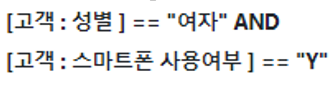 [고객 : 성별 ] == "여자" AND
[고객 : 스마트폰 사용여부 ] == "Y"